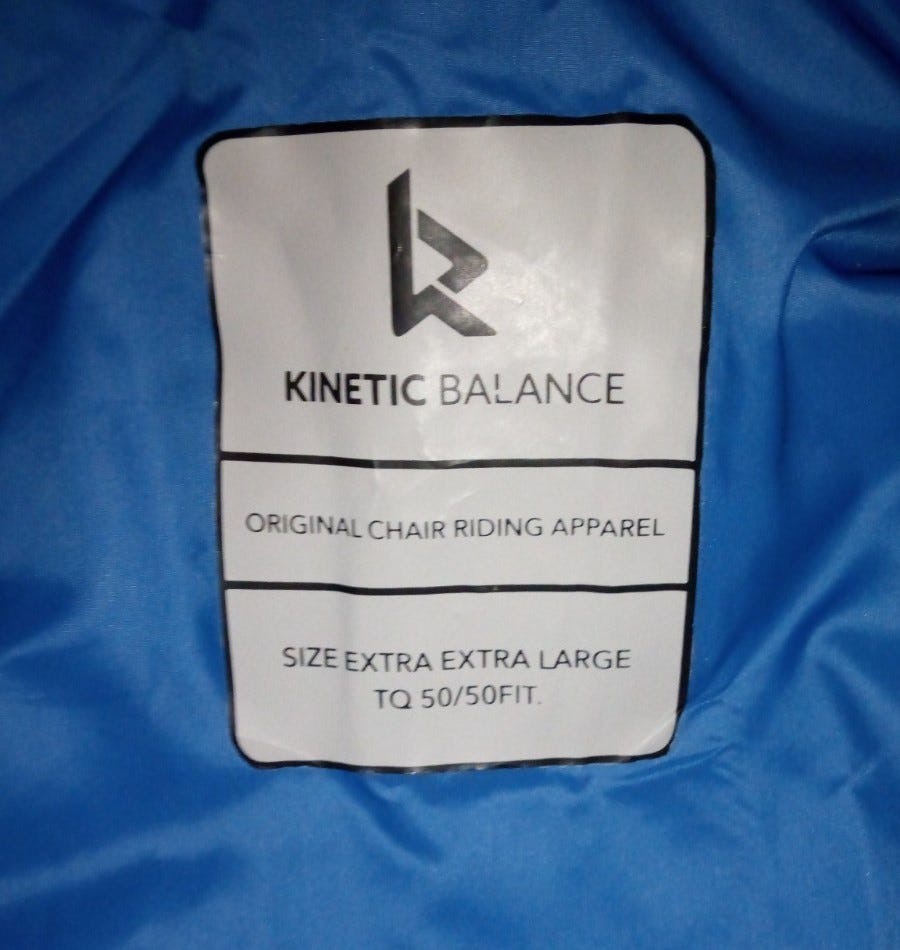 KINETIC BALANCE
ORIGINAL CHAIR RIDING APPAREL
SIZE EXTRA EXTRA LARGE
TQ 50/50FIT.